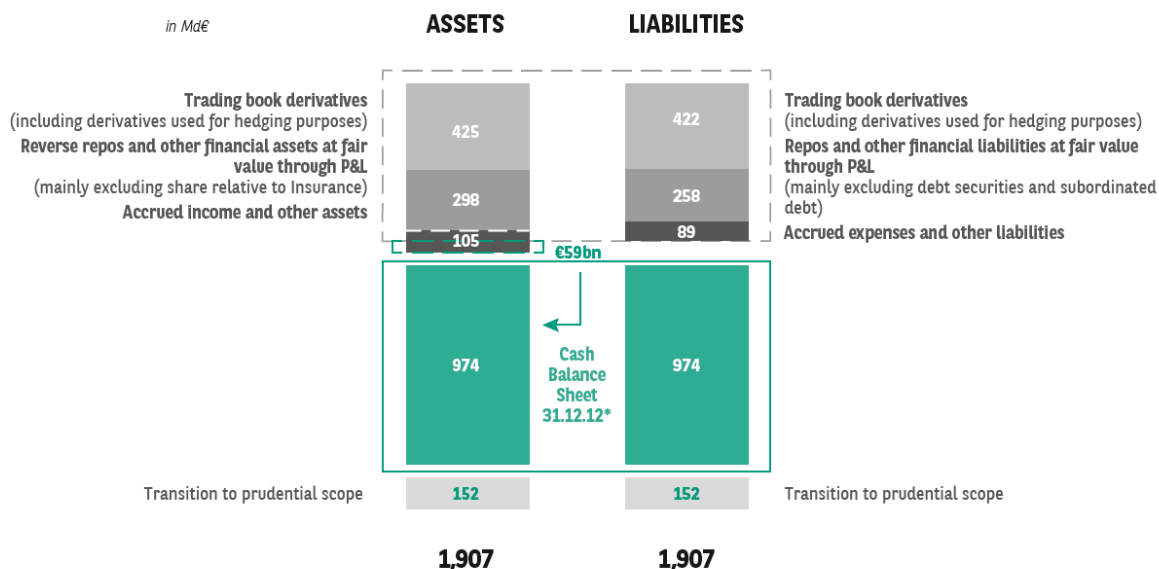 in Md€
ASSETS
LIABILITIES
Trading book derivatives
(including derivatives used for hedging purposes)
Reverse repos and other financial assets at fair
value through P&L
(mainly excluding share relative to Insurance)
Accrued income and other assets
425
298
105
422
258
89
Trading book derivatives
(including derivatives used for hedging purposes)
Repos and other financial liabilities at fair value
through P&L
(mainly excluding debt securities and subordinated
debt)
Accrued expenses and other liabilities
€59bn
974
Cash
Balance
Sheet
31.12.12*
974
Transition to prudential scope
152
152
Transition to prudential scope
1,907
1,907